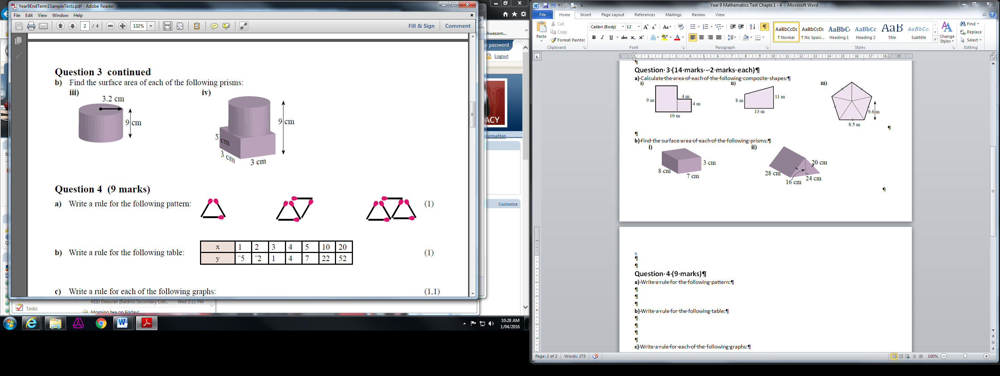 Year9EndTerm1SampleTests.pdf - Adobe Reader
File Edit View Window Help
2 / 4 132% Fill & Sign Comment
Question 3 continued
b) Find the surface area of each of the following prisms:
iii) iv)
3.2 cm
9 cm
9 cm
5 cm
3 cm
3 cm
Question 4 (9 marks)
a) Write a rule for the following pattern: (1)
b) Write a rule for the following table: (1)
x 1 2 3 4 5 10 20
y ⁻5 ⁻2 1 4 7 22 52
c) Write a rule for each of the following graphs: (1,1)
REID Deborah [Baldivis Secondary Coll... Wed 2:11 PM
Tasks
Morning tea on Friday!
Awesom...
password
Logout
ACY
ormation
Customize
10:28 AM
1/04/2016
Year 9 Mathematics Test Chapts 1 - 4 - Microsoft Word
File Home Insert Page Layout References Mailings Review View
Paste
Cut
Copy
Format Painter
Clipboard
Calibri (Body) 12
Font
Paragraph
AaBbCcDc AaBbCcDc AaBbC AaBbCc AaB AaBbCc.
¶ Normal ¶ No Spaci... Heading 1 Heading 2 Title Subtitle
Change Styles
Styles
Find
Replace
Select
Editing
¶
Question·3·(14·marks·-·2·marks·each)¶
a)·Calculate·the·area·of·each·of·the·following·composite·shapes:¶
i) ii) iii)
9 m
4 m
4 m
10 m
8 m
11 m
13 m
9.6 m
8.5 m
¶
¶
b)·Find·the·surface·area·of·each·of·the·following·prisms:¶
i) ii)
3 cm
8 cm
7 cm
20 cm
28 cm
16 cm
24 cm
¶
¶
¶
¶
Question·4·(9·marks)¶
a)·Write·a·rule·for·the·following·pattern:¶
¶
¶
¶
b)·Write·a·rule·for·the·following·table:¶
¶
¶
¶
¶
c)·Write·a·rule·for·each·of·the·following·graphs:¶
Page: 2 of 2 Words: 273 100%